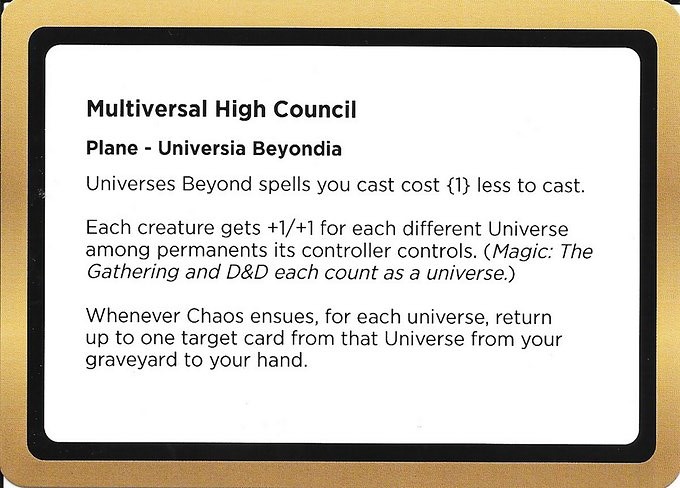 Multiversal High Council
Plane - Universia Beyondia
Universes Beyond spells you cast cost {1} less to cast.
Each creature gets +1/+1 for each different Universe
among permanents its controller controls. (Magic: The
Gathering and D&D each count as a universe.)
Whenever Chaos ensues, for each universe, return
up to one target card from that Universe from your
graveyard to your hand.